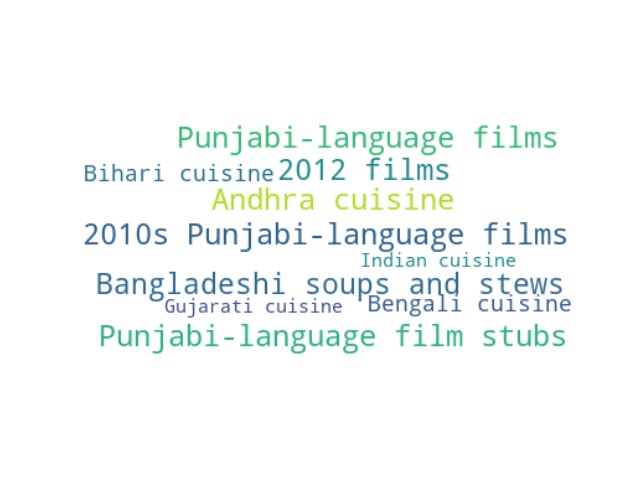 Punjabi-language films
Bihari cuisine 2012 films
Andhra cuisine
2010s Punjabi-language films
Indian cuisine
Bangladeshi soups and stews
Gujarati cuisine Bengali cuisine
Punjabi-language film stubs